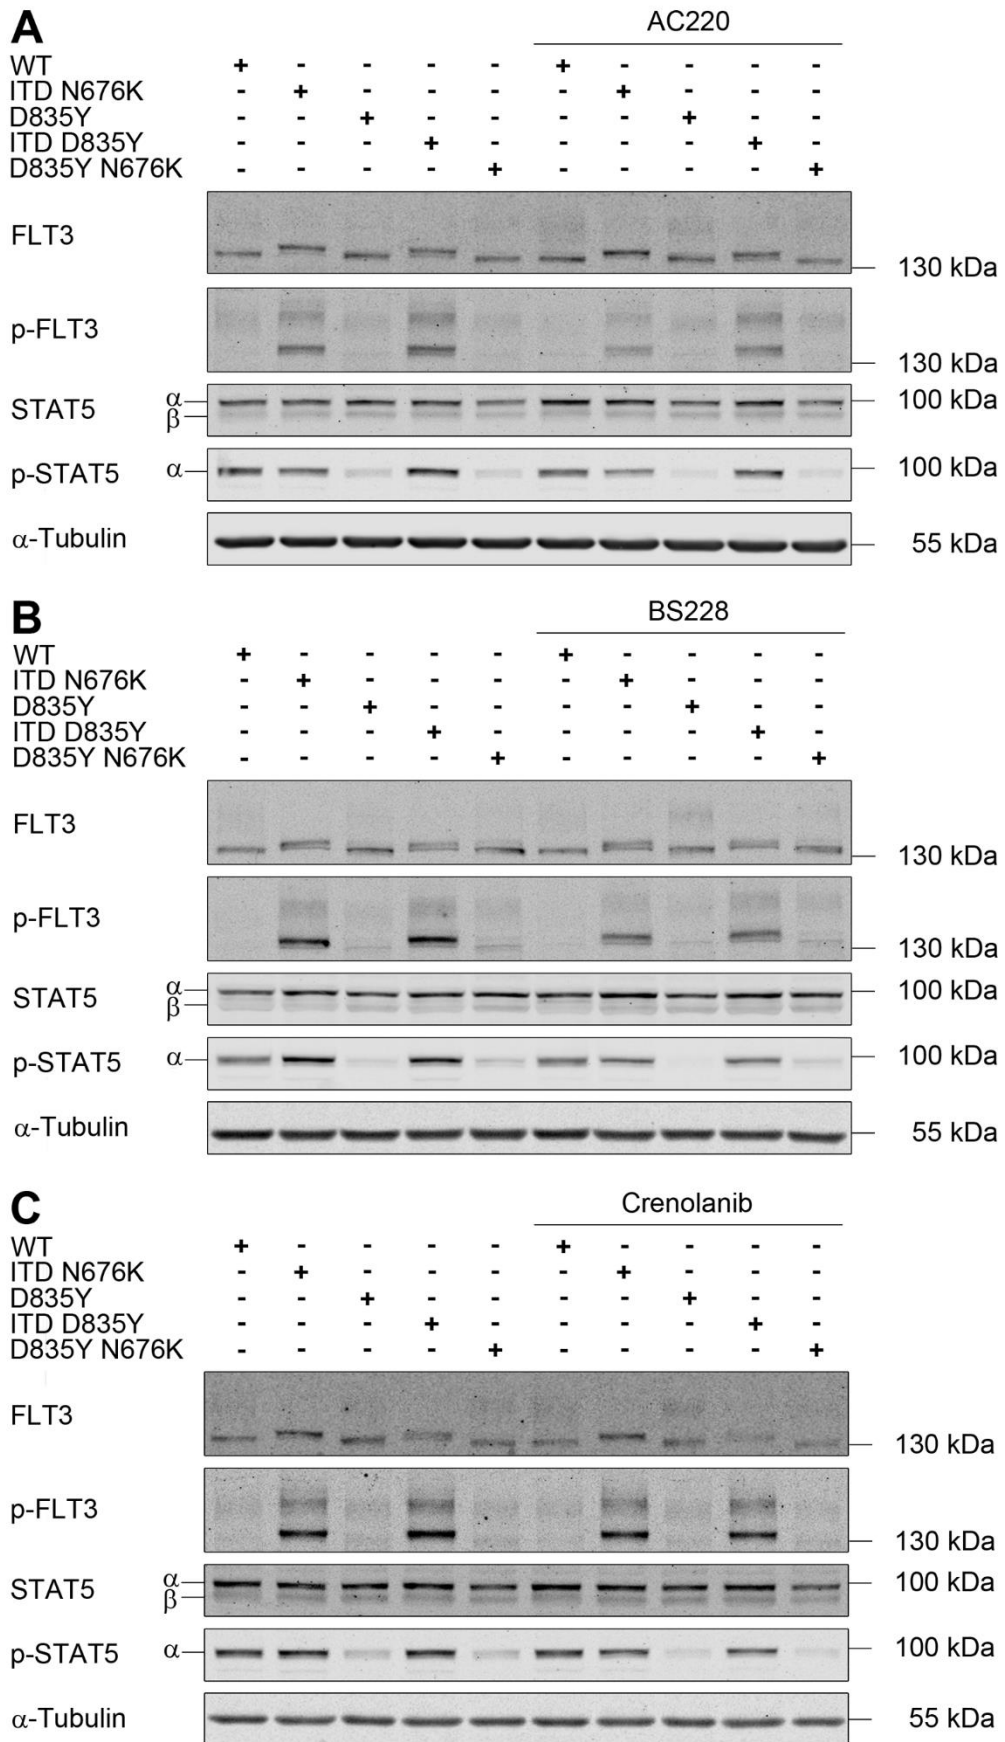 A
AC220
WT + - - - - + - - - -
ITD N676K - + - - - - + - - -
D835Y - - + - - - - + - -
ITD D835Y - - - + - - - - + -
D835Y N676K - - - - + - - - - +
FLT3 130 kDa
p-FLT3 130 kDa
STAT5 α 100 kDa
β
p-STAT5 α 100 kDa
α-Tubulin 55 kDa
B
BS228
WT + - - - - + - - - -
ITD N676K - + - - - - + - - -
D835Y - - + - - - - + - -
ITD D835Y - - - + - - - - + -
D835Y N676K - - - - + - - - - +
FLT3 130 kDa
p-FLT3 130 kDa
STAT5 α 100 kDa
β
p-STAT5 α 100 kDa
α-Tubulin 55 kDa
C
Crenolanib
WT + - - - - + - - - -
ITD N676K - + - - - - + - - -
D835Y - - + - - - - + - -
ITD D835Y - - - + - - - - + -
D835Y N676K - - - - + - - - - +
FLT3 130 kDa
p-FLT3 130 kDa
STAT5 α 100 kDa
β
p-STAT5 α 100 kDa
α-Tubulin 55 kDa